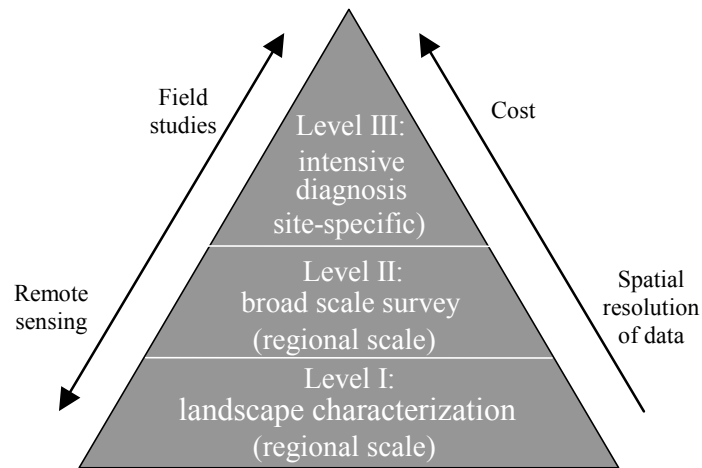 Field
studies
Cost
Level III:
intensive
diagnosis
site-specific)
Remote
sensing
Level II:
broad scale survey
(regional scale)
Spatial
resolution
of data
Level I:
landscape characterization
(regional scale)